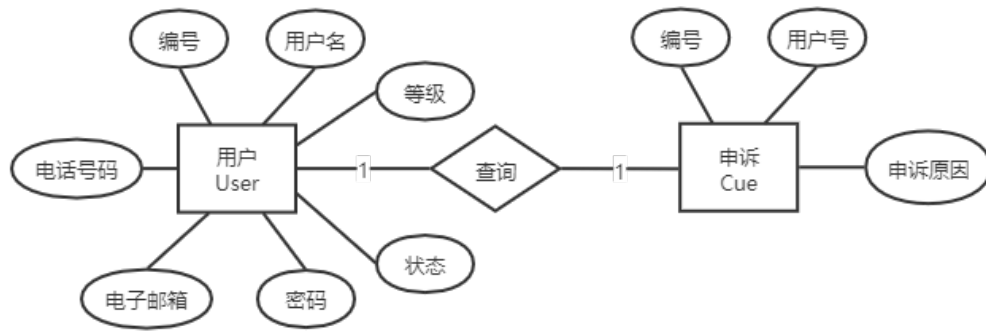 编号
用户名
编号
用户号
等级
电话号码
用户
User
1
查询
1
申诉
Cue
申诉原因
状态
电子邮箱
密码